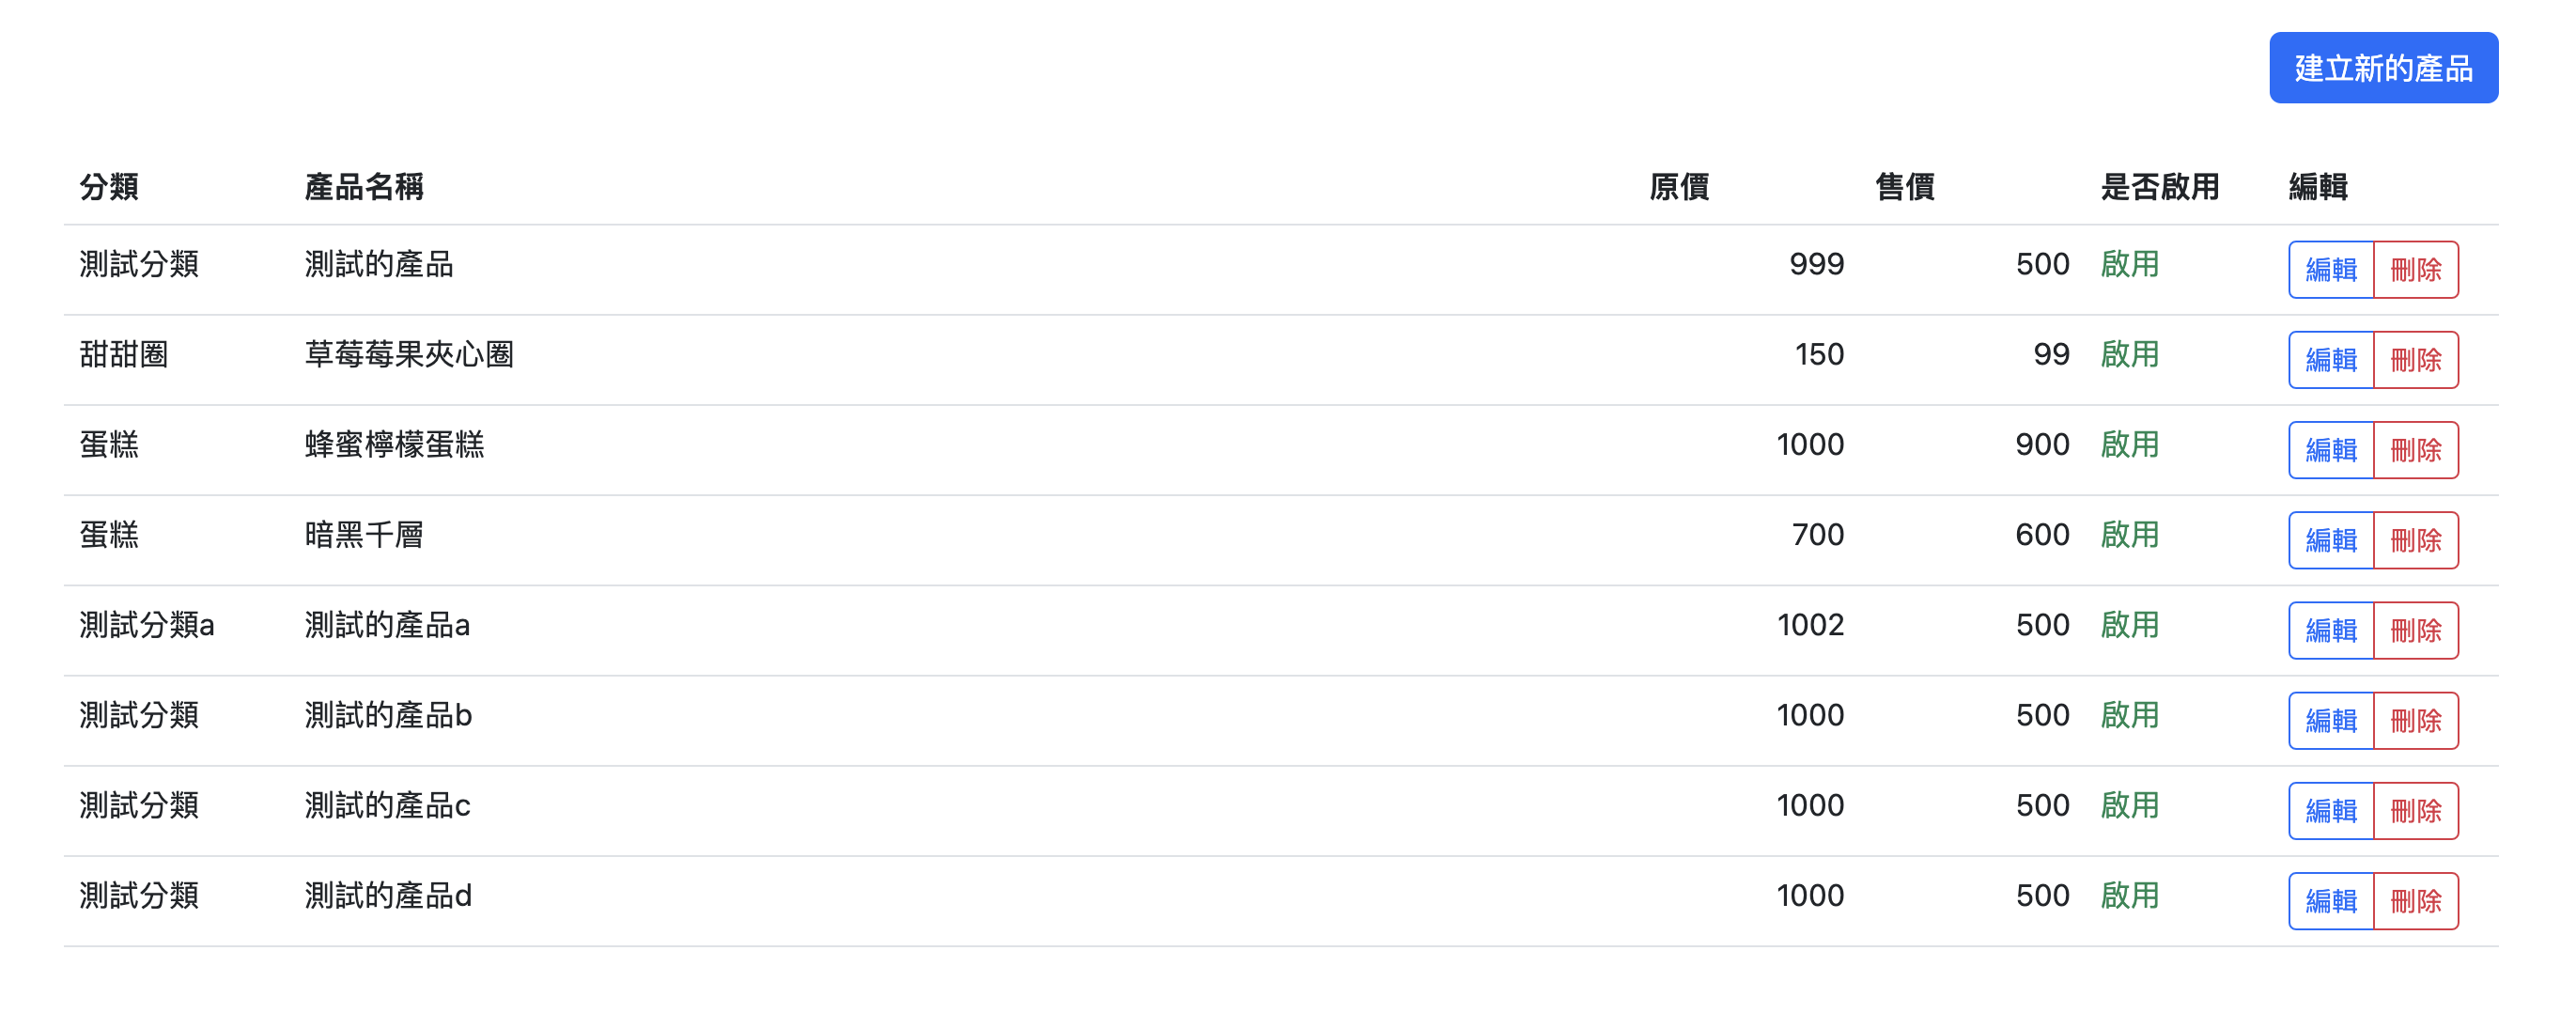 建立新的產品
分類 產品名稱 原價 售價 是否啟用 編輯
測試分類 測試的產品 999 500 啟用 編輯 刪除
甜甜圈 草莓莓果夾心圈 150 99 啟用 編輯 刪除
蛋糕 蜂蜜檸檬蛋糕 1000 900 啟用 編輯 刪除
蛋糕 暗黑千層 700 600 啟用 編輯 刪除
測試分類a 測試的產品a 1002 500 啟用 編輯 刪除
測試分類 測試的產品b 1000 500 啟用 編輯 刪除
測試分類 測試的產品c 1000 500 啟用 編輯 刪除
測試分類 測試的產品d 1000 500 啟用 編輯 刪除